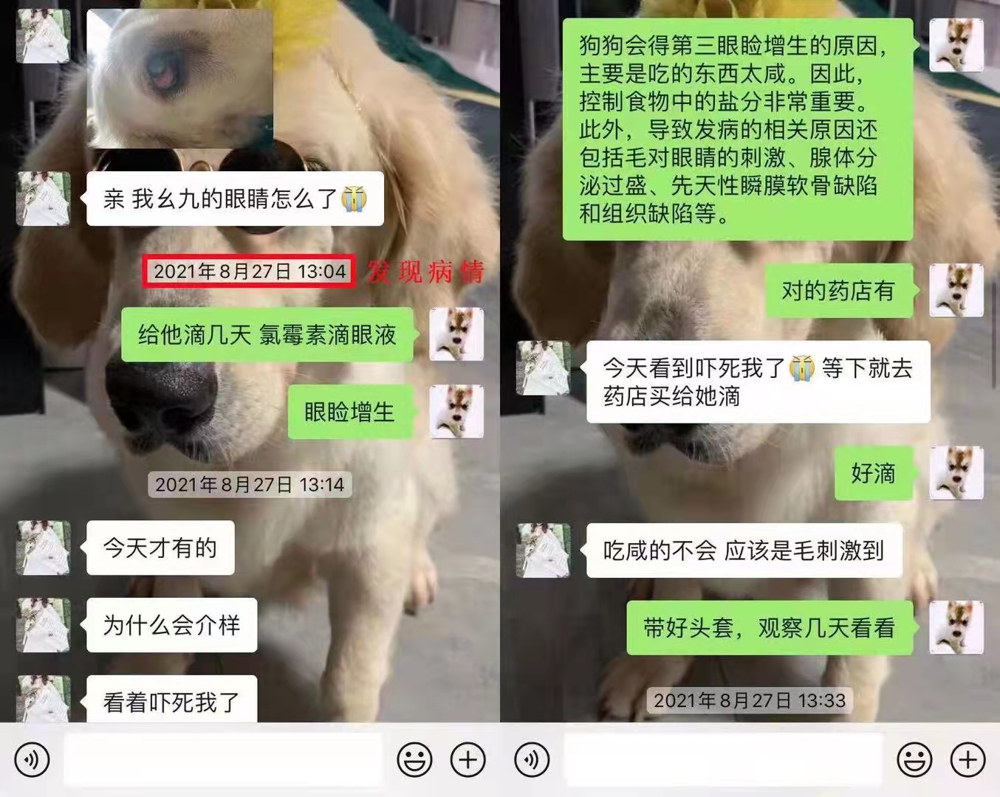 亲 我幺九的眼睛怎么了😭
2021年8月27日 13:04
发现病情
给他滴几天 氯霉素滴眼液
眼睑增生
2021年8月27日 13:14
今天才有的
为什么会介样
看着吓死我了
狗狗会得第三眼睑增生的原因，
主要是吃的东西太咸。因此，
控制食物中的盐分非常重要。
此外，导致发病的相关原因还
包括毛对眼睛的刺激、腺体分
泌过盛、先天性瞬膜软骨缺陷
和组织缺陷等。
对的药店有
今天看到吓死我了😭 等下就去
药店买给她滴
好滴
吃咸的不会 应该是毛刺激到
带好头套，观察几天看看
2021年8月27日 13:33